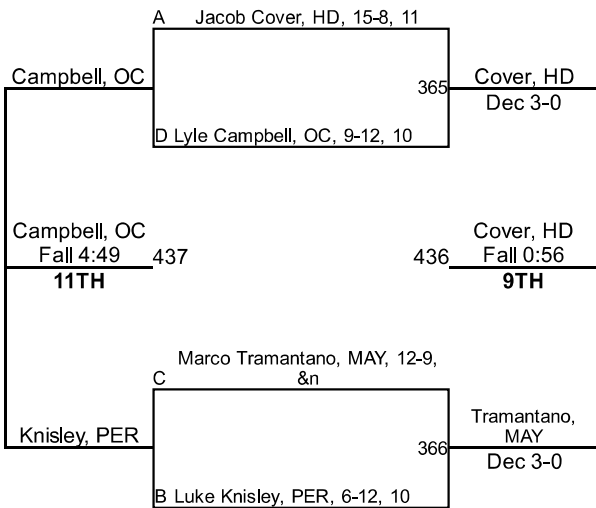 A Jacob Cover, HD, 15-8, 11
Campbell, OC
365
Cover, HD
Dec 3-0
D Lyle Campbell, OC, 9-12, 10
Campbell, OC
Fall 4:49
437
11TH
436
Cover, HD
Fall 0:56
9TH
Marco Tramantano, MAY, 12-9,
C &n
Knisley, PER
366
Tramantano,
MAY
Dec 3-0
B Luke Knisley, PER, 6-12, 10